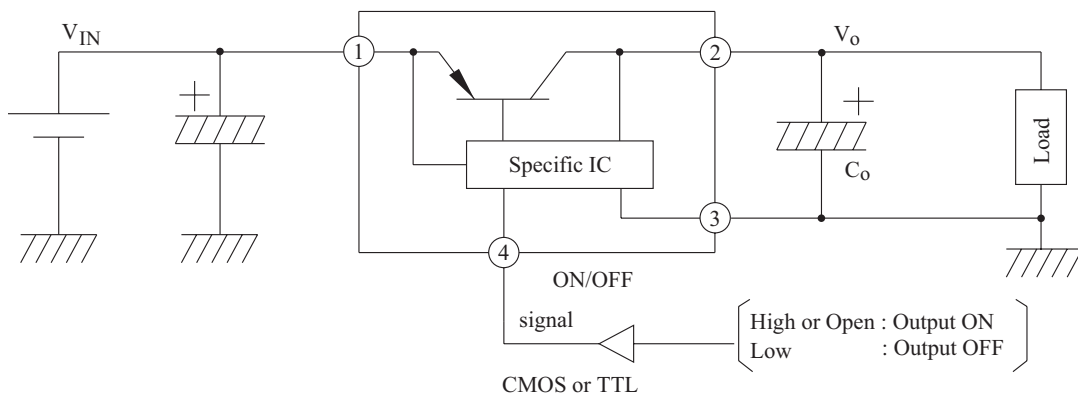 V_IN
1
2
V_o
+
+
Specific IC
C_o
Load
3
4
ON/OFF
signal
High or Open : Output ON
Low : Output OFF
CMOS or TTL